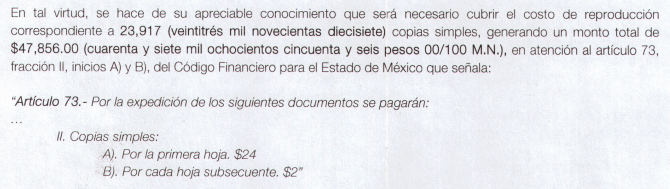 En tal virtud, se hace de su apreciable conocimiento que será necesario cubrir el costo de reproducción
correspondiente a 23,917 (veintitrés mil novecientas diecisiete) copias simples, generando un monto total de
$47,856.00 (cuarenta y siete mil ochocientos cincuenta y seis pesos 00/100 M.N.), en atención al artículo 73,
fracción II, inicios A) y B), del Código Financiero para el Estado de México que señala:
"Artículo 73.- Por la expedición de los siguientes documentos se pagarán:
...
II. Copias simples:
A). Por la primera hoja. $24
B). Por cada hoja subsecuente. $2"